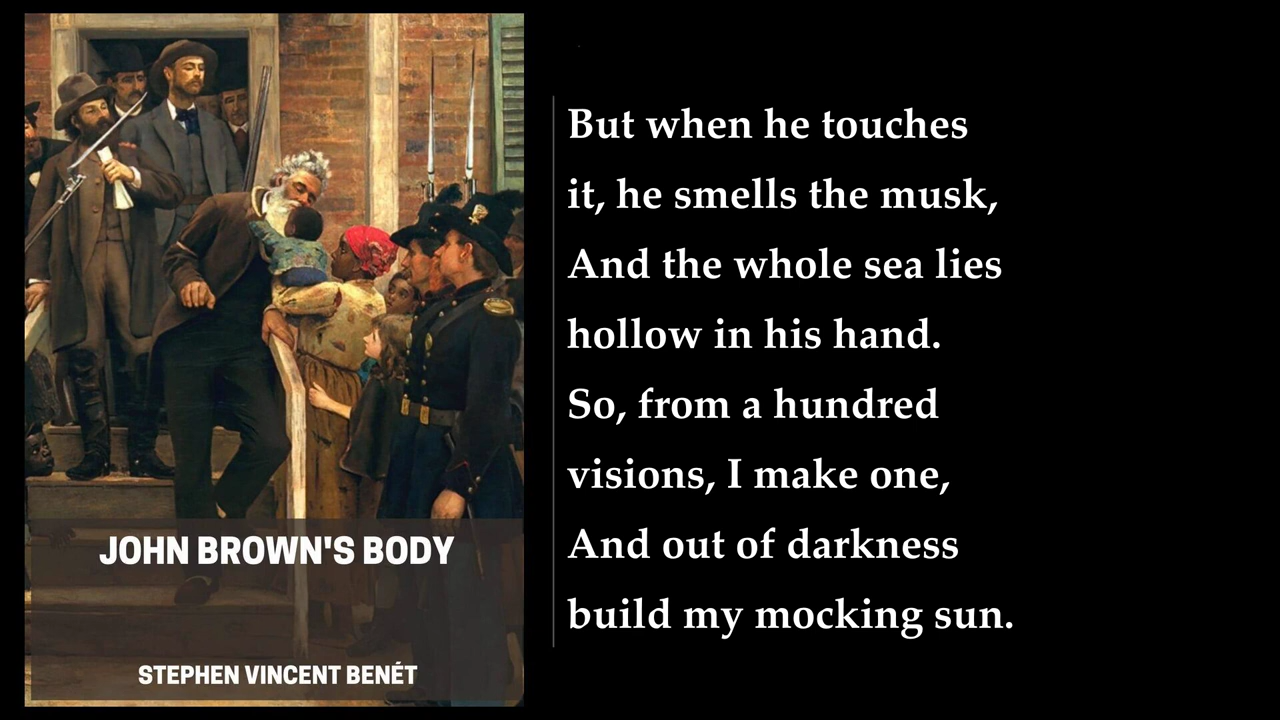 JOHN BROWN'S BODY
STEPHEN VINCENT BENÉT
But when he touches
it, he smells the musk,
And the whole sea lies
hollow in his hand.
So, from a hundred
visions, I make one,
And out of darkness
build my mocking sun.